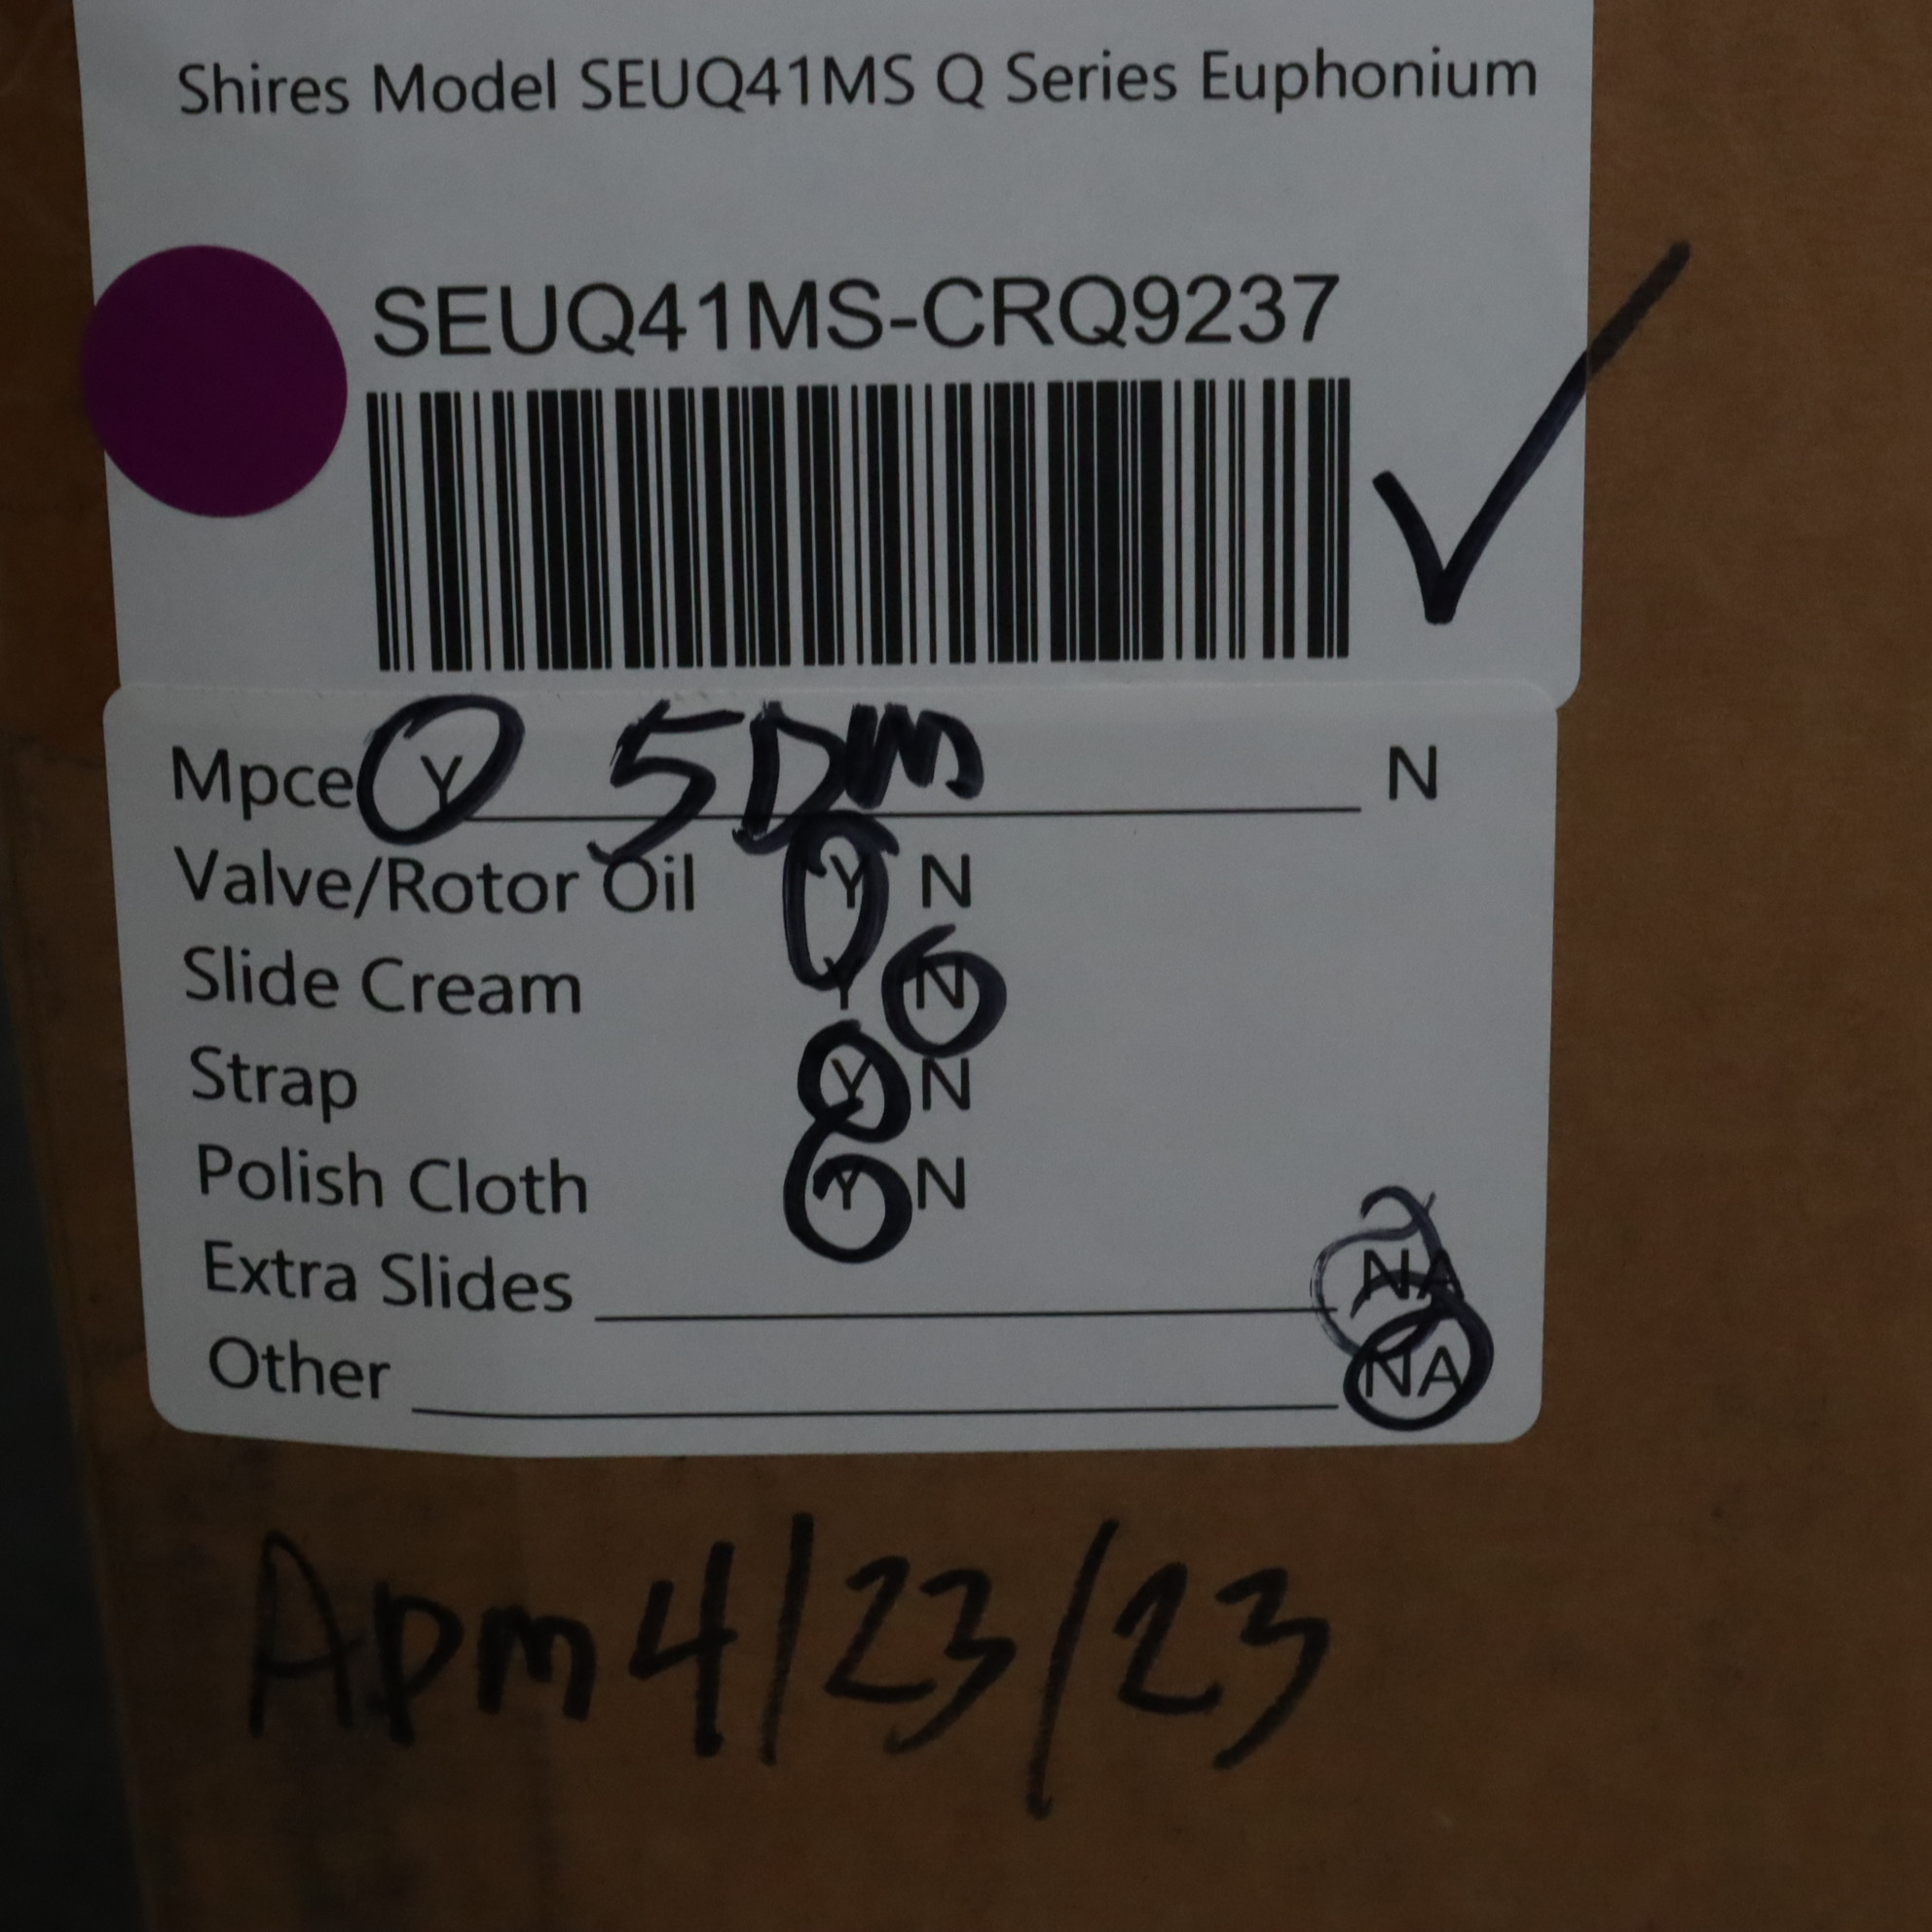 Shires Model SEUQ41MS Q Series Euphonium
SEUQ41MS-CRQ9237
Mpce Y 5DM N
Valve/Rotor Oil Y N
Slide Cream Y N
Strap Y N
Polish Cloth Y N
Extra Slides NA
Other NA
Apm 4/23/23